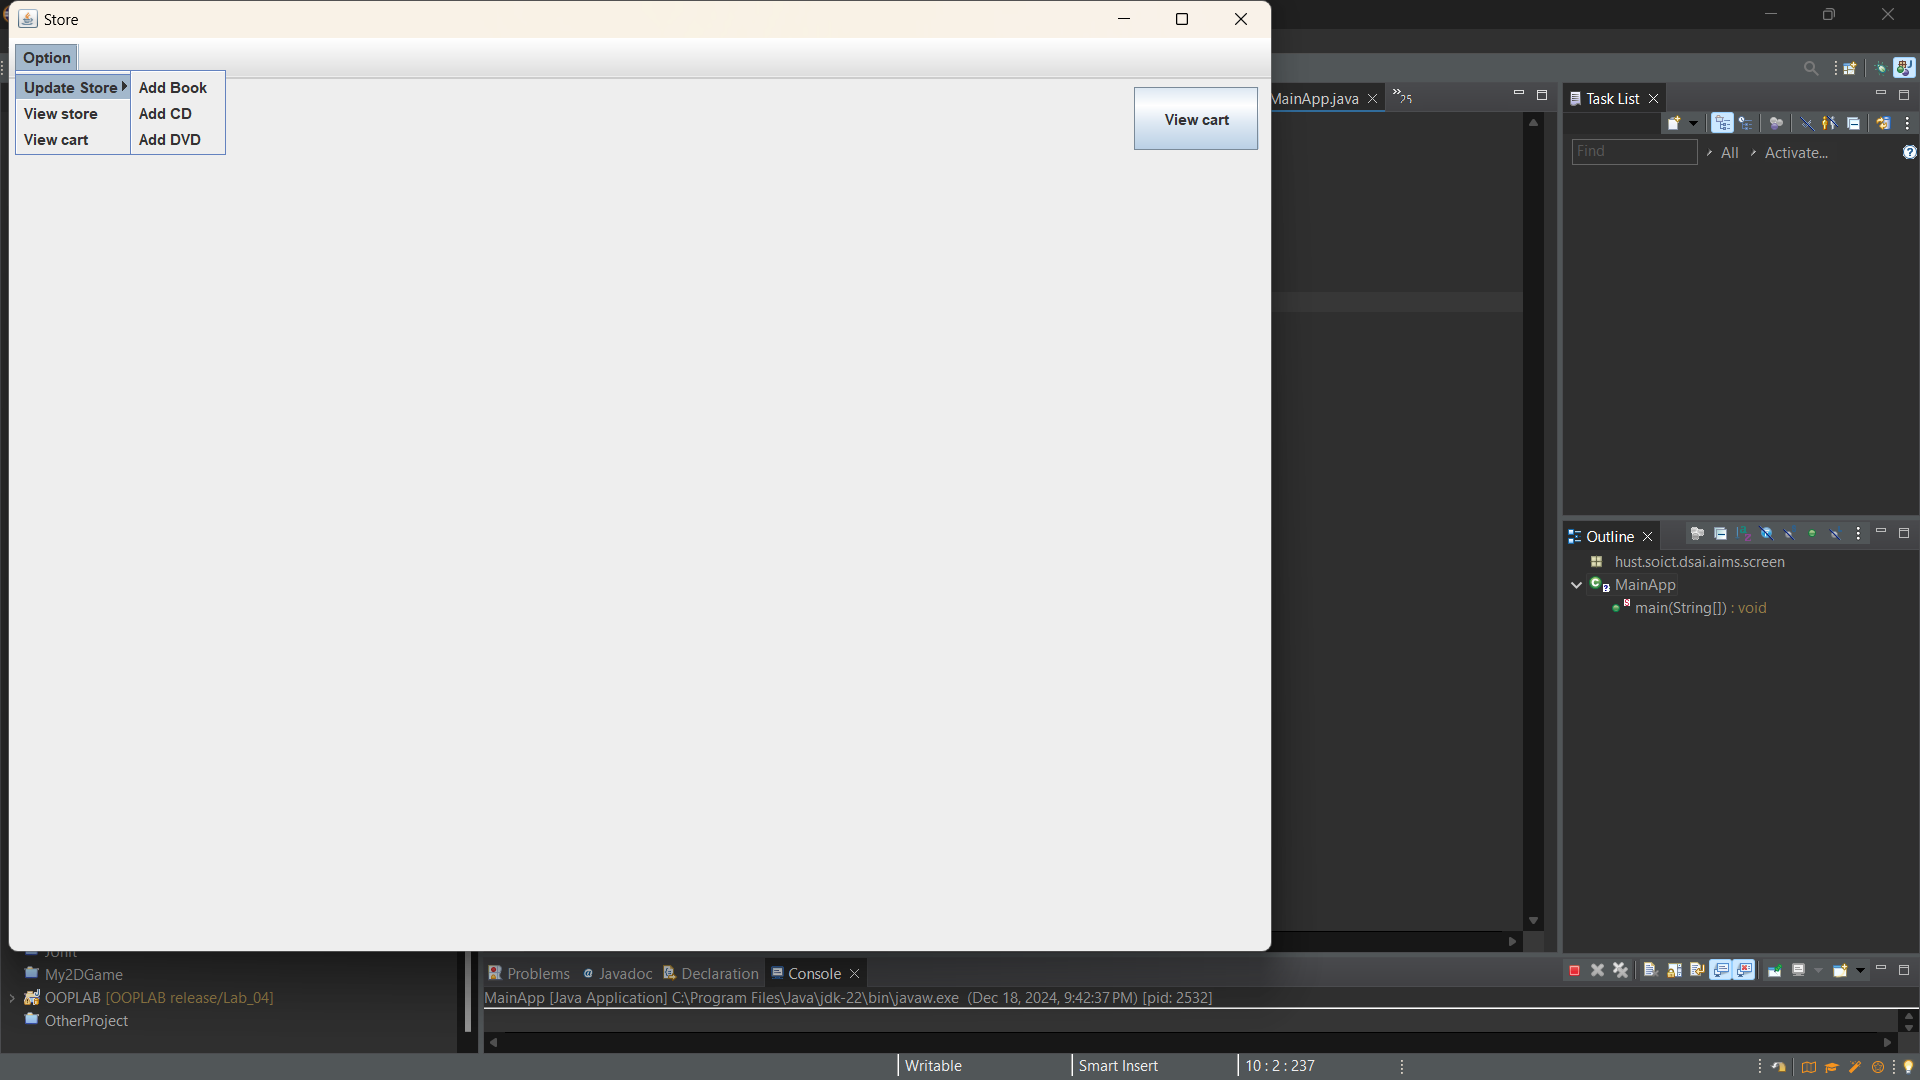 Store
Option
Update Store
View store
View cart
Add Book
Add CD
Add DVD
View cart
MainApp.java
25
Task List
Find
All
Activate...
Outline
hust.soict.dsai.aims.screen
MainApp
main(String[]) : void
My2DGame
OOPLAB [OOPLAB release/Lab_04]
OtherProject
Problems
Javadoc
Declaration
Console
MainApp [Java Application] C:\Program Files\Java\jdk-22\bin\javaw.exe (Dec 18, 2024, 9:42:37 PM) [pid: 2532]
Writable
Smart Insert
10 : 2 : 237